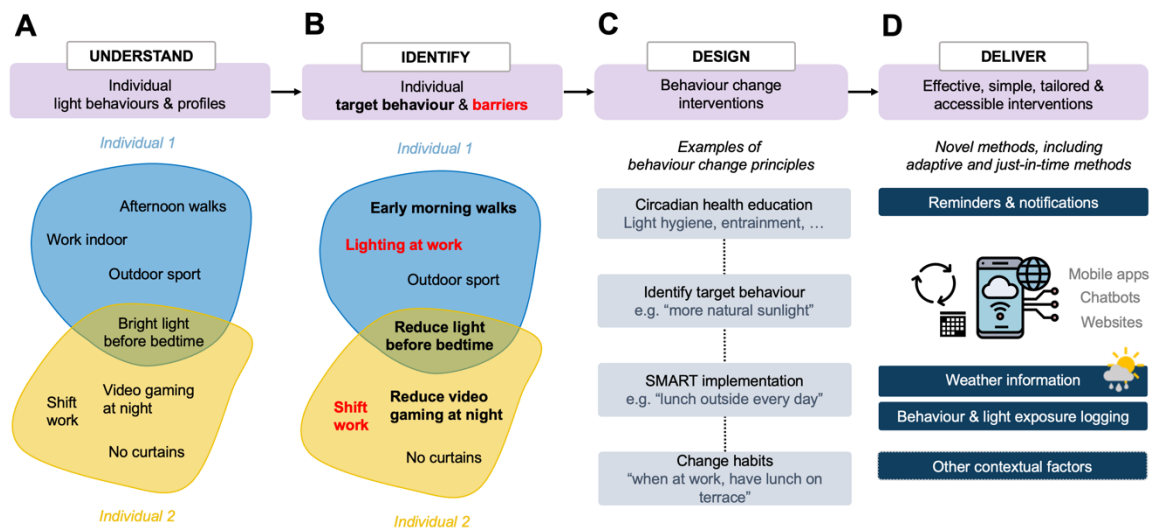 A
UNDERSTAND
Individual
light behaviours & profiles
Individual 1
Afternoon walks
Work indoor
Outdoor sport
Bright light
before bedtime
Video gaming
at night
Shift
work
No curtains
Individual 2
B
IDENTIFY
Individual
target behaviour & barriers
Individual 1
Early morning walks
Lighting at work
Outdoor sport
Reduce light
before bedtime
Reduce video
gaming at night
Shift
work
No curtains
Individual 2
C
DESIGN
Behaviour change
interventions
Examples of
behaviour change principles
Circadian health education
Light hygiene, entrainment, …
Identify target behaviour
e.g. “more natural sunlight”
SMART implementation
e.g. “lunch outside every day”
Change habits
“when at work, have lunch on
terrace”
D
DELIVER
Effective, simple, tailored &
accessible interventions
Novel methods, including
adaptive and just-in-time methods
Reminders & notifications
Mobile apps
Chatbots
Websites
Weather information
Behaviour & light exposure logging
Other contextual factors